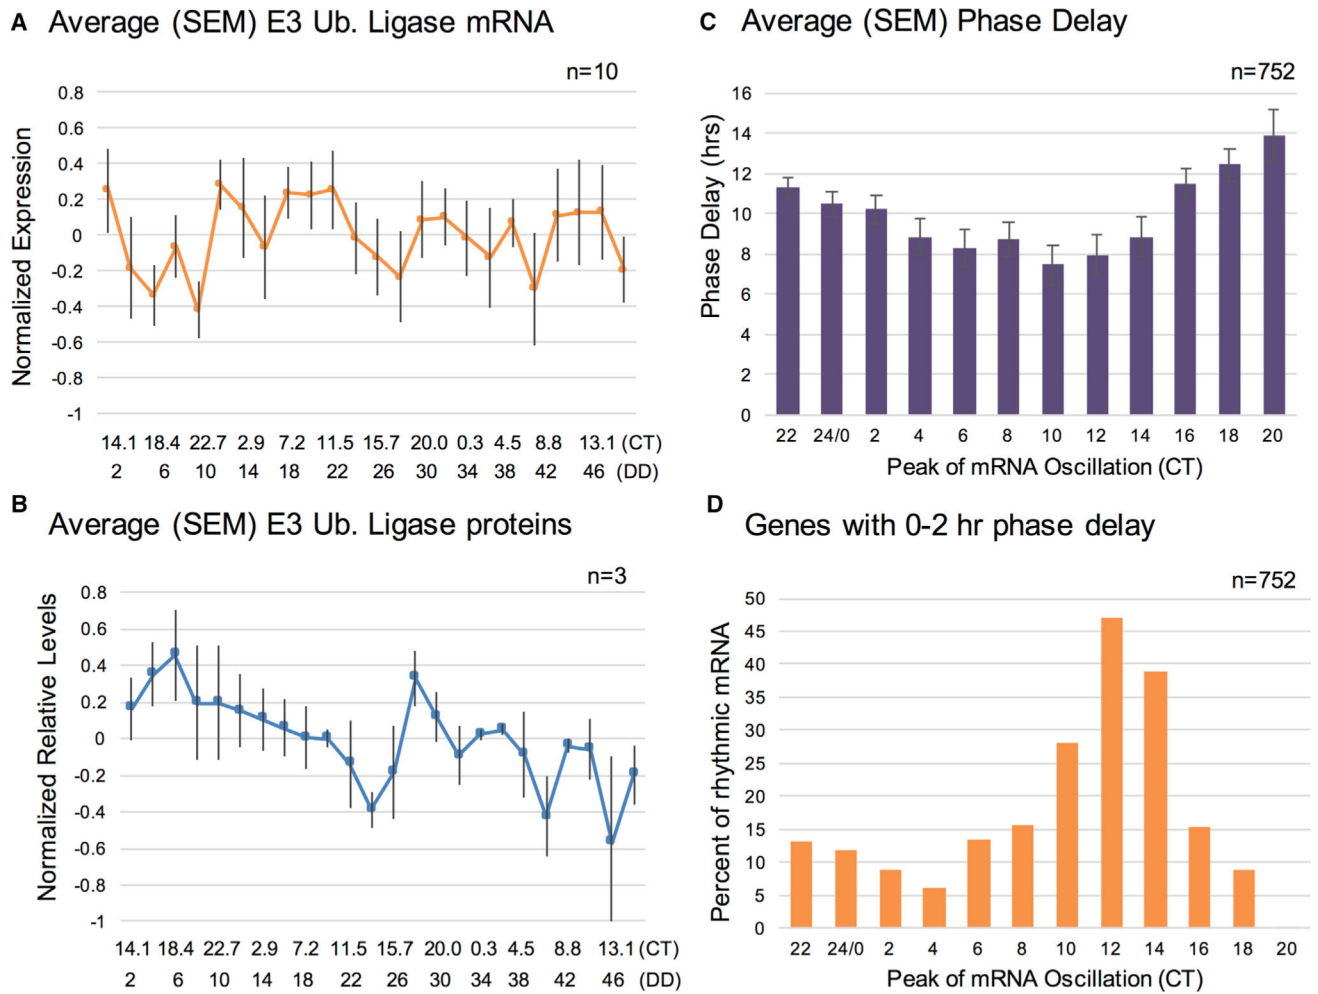 A Average (SEM) E3 Ub. Ligase mRNA
n=10
Normalized Expression
0.8
0.6
0.4
0.2
0
-0.2
-0.4
-0.6
-0.8
-1
14.1 18.4 22.7 2.9 7.2 11.5 15.7 20.0 0.3 4.5 8.8 13.1 (CT)
2 6 10 14 18 22 26 30 34 38 42 46 (DD)
B Average (SEM) E3 Ub. Ligase proteins
n=3
Normalized Relative Levels
0.8
0.6
0.4
0.2
0
-0.2
-0.4
-0.6
-0.8
-1
14.1 18.4 22.7 2.9 7.2 11.5 15.7 20.0 0.3 4.5 8.8 13.1 (CT)
2 6 10 14 18 22 26 30 34 38 42 46 (DD)
C Average (SEM) Phase Delay
n=752
Phase Delay (hrs)
16
14
12
10
8
6
4
2
0
22 24/0 2 4 6 8 10 12 14 16 18 20
Peak of mRNA Oscillation (CT)
D Genes with 0-2 hr phase delay
n=752
Percent of rhythmic mRNA
50
45
40
35
30
25
20
15
10
5
0
22 24/0 2 4 6 8 10 12 14 16 18 20
Peak of mRNA Oscillation (CT)